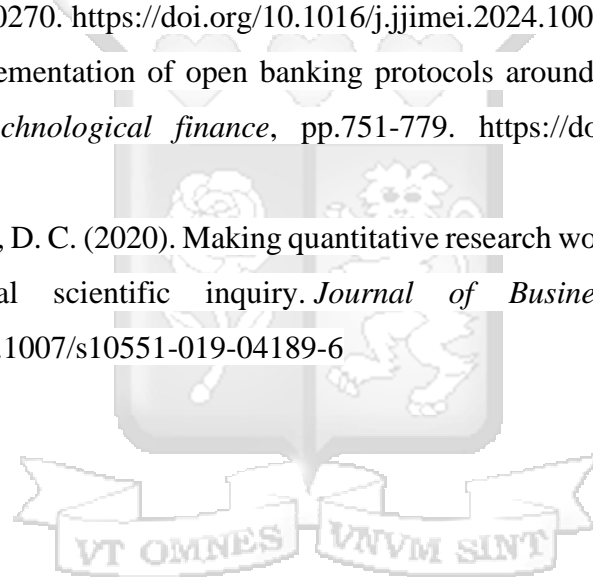 0270. https://doi.org/10.1016/j.jjimei.2024.100
ementation of open banking protocols around
chnological finance, pp.751-779. https://do
, D. C. (2020). Making quantitative research wo
al scientific inquiry. Journal of Busine
.1007/s10551-019-04189-6
VT OMNES VNVM SINT